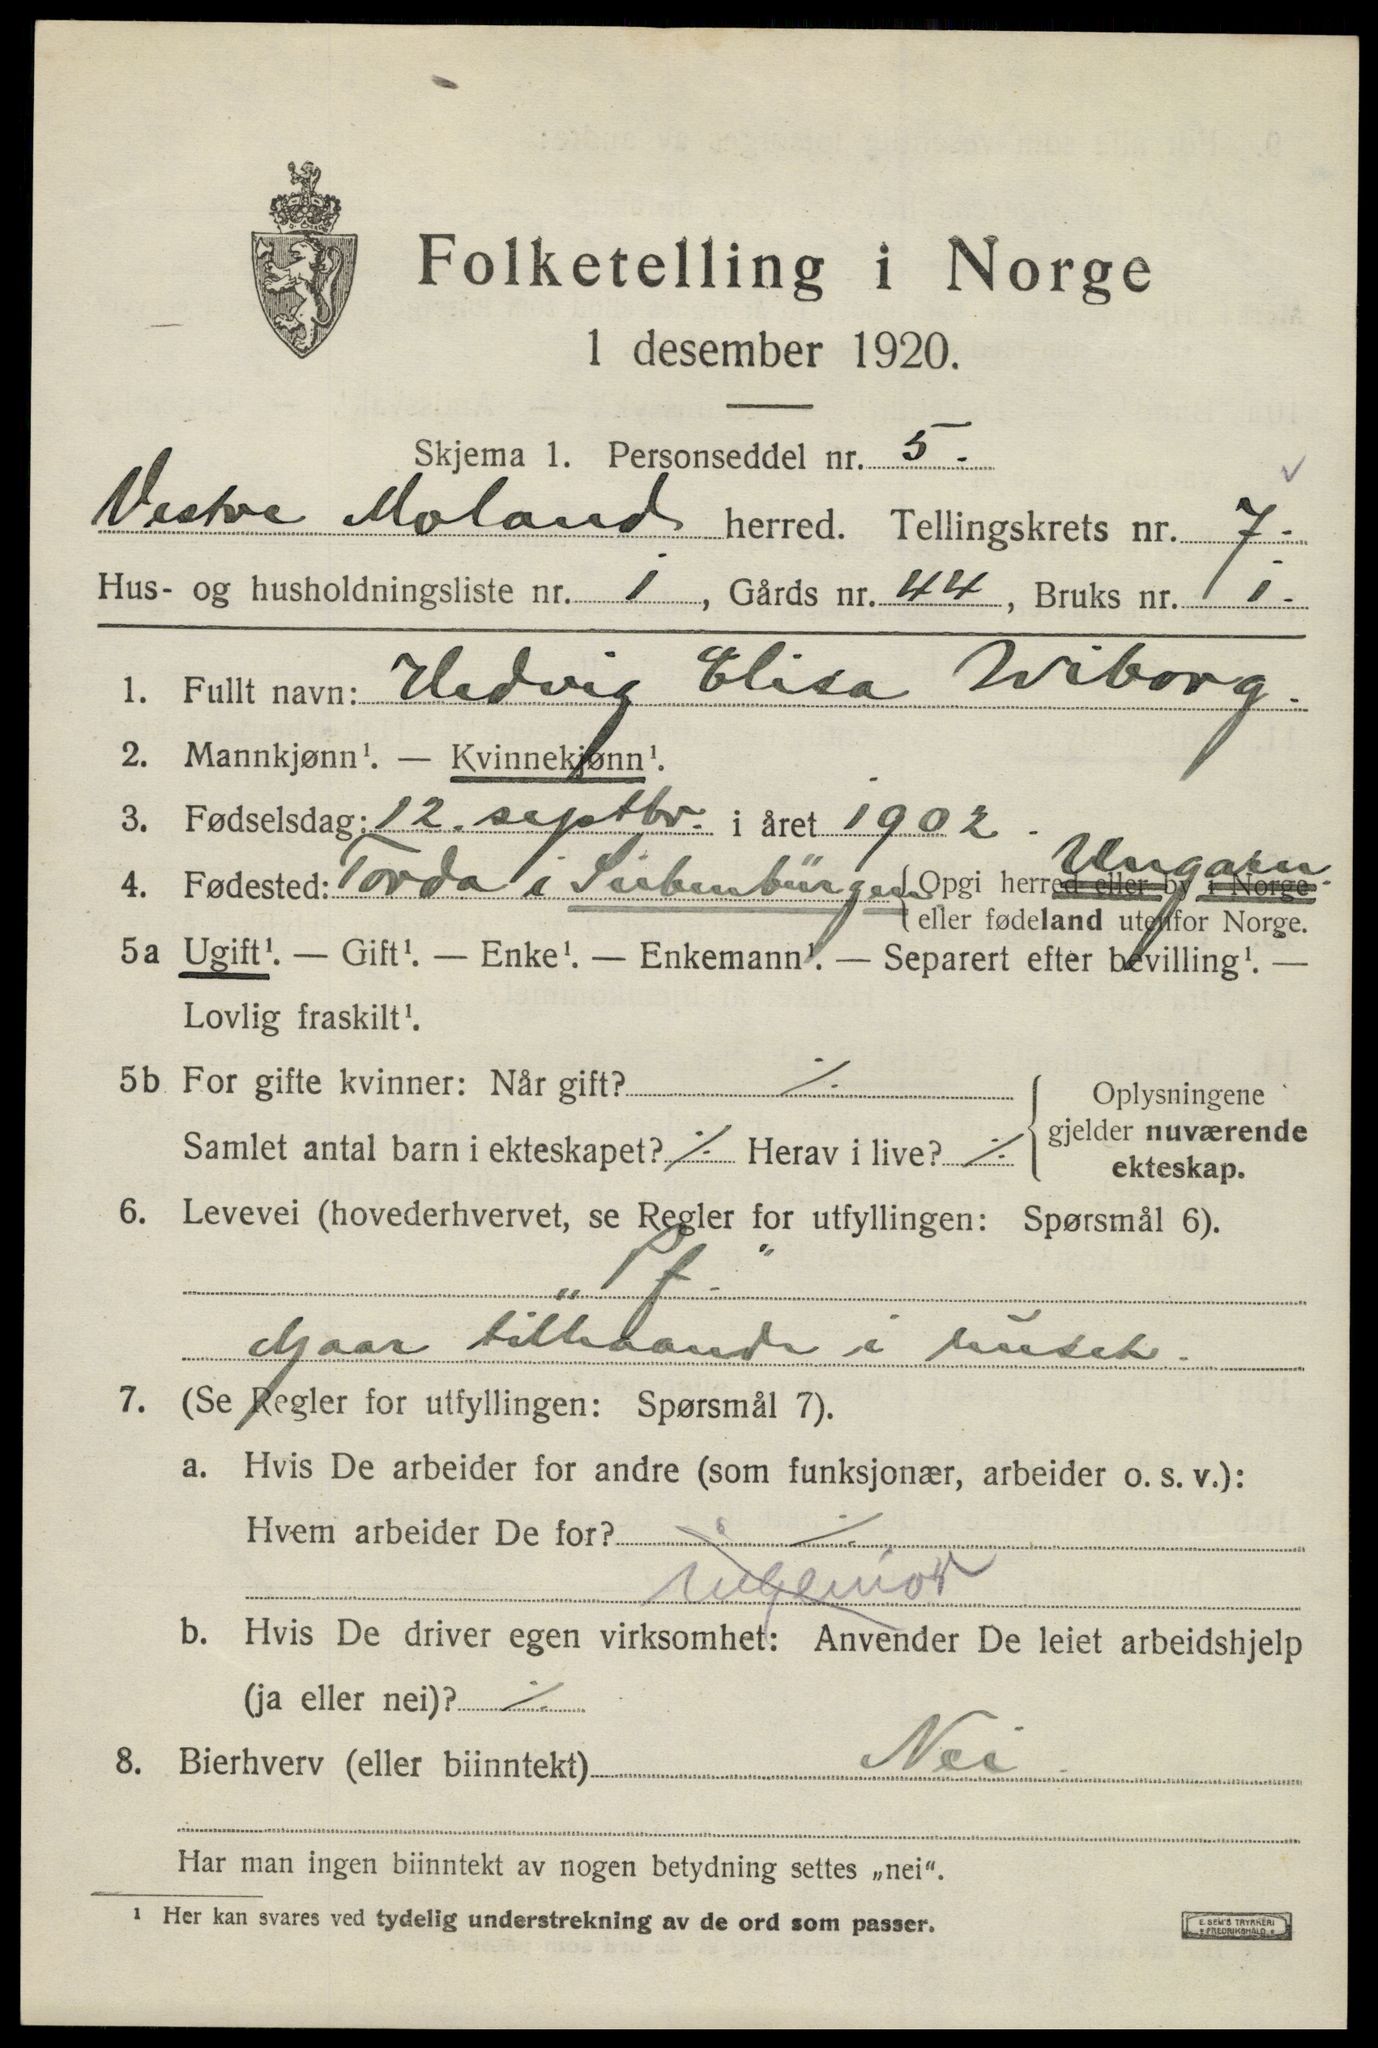 Folketelling i Norge
1 desember 1920.
Skjema 1. Personseddel nr. 5.
Vestre Moland herred. Tellingskrets nr. 7.
Hus- og husholdningsliste nr. 1, Gårds nr. 44, Bruks nr. 1.
1. Fullt navn: Hedvig Elisa Wiborg.
2. Mannkjønn¹. — Kvinnekjønn¹.
3. Fødselsdag: 12. septbr. i året 1902.
Ungarn.
4. Fødested: Torda i Siebenbürgen { Opgi herred eller by i Norge
eller fødeland utenfor Norge.
5a Ugift¹. — Gift¹. — Enke¹. — Enkemann¹. — Separert efter bevilling¹. —
Lovlig fraskilt¹.
5b For gifte kvinner: Når gift? ./.
Samlet antal barn i ekteskapet? ./. Herav i live? ./.
Oplysningene
gjelder nuværende
ekteskap.
6. Levevei (hovederhvervet, se Regler for utfyllingen: Spørsmål 6).
„Pf."
Gaar tilhaande i huset.
7. (Se Regler for utfyllingen: Spørsmål 7).
a. Hvis De arbeider for andre (som funksjonær, arbeider o. s. v.):
Hvem arbeider De for? ./.
ingeniør
b. Hvis De driver egen virksomhet: Anvender De leiet arbeidshjelp
(ja eller nei)? ./.
8. Bierhverv (eller biinntekt) Nei.
Har man ingen biinntekt av nogen betydning settes „nei".
¹ Her kan svares ved tydelig understrekning av de ord som passer.
E. SEM'S TRYKKERI
FREDRIKSHALD